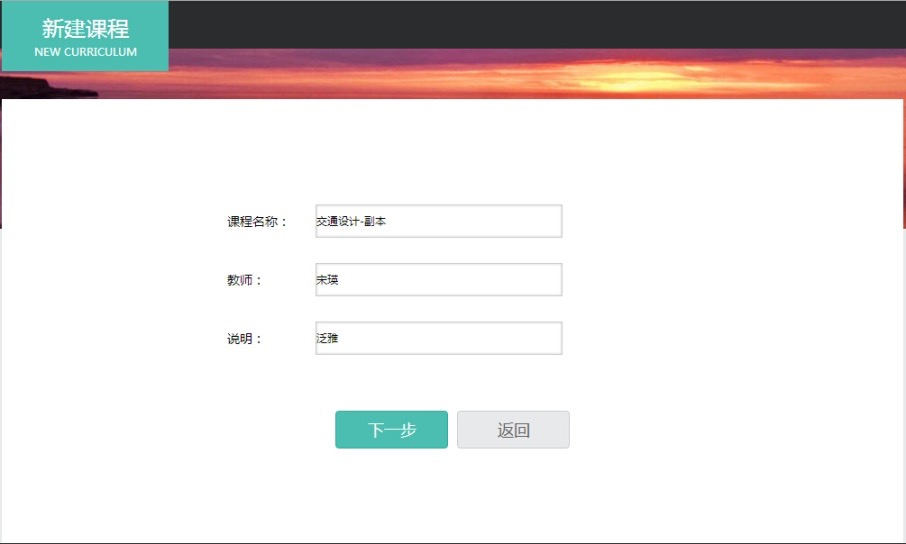 新建课程
NEW CURRICULUM
课程名称： 交通设计-副本
教师： 宋瑛
说明： 泛雅
下一步 返回